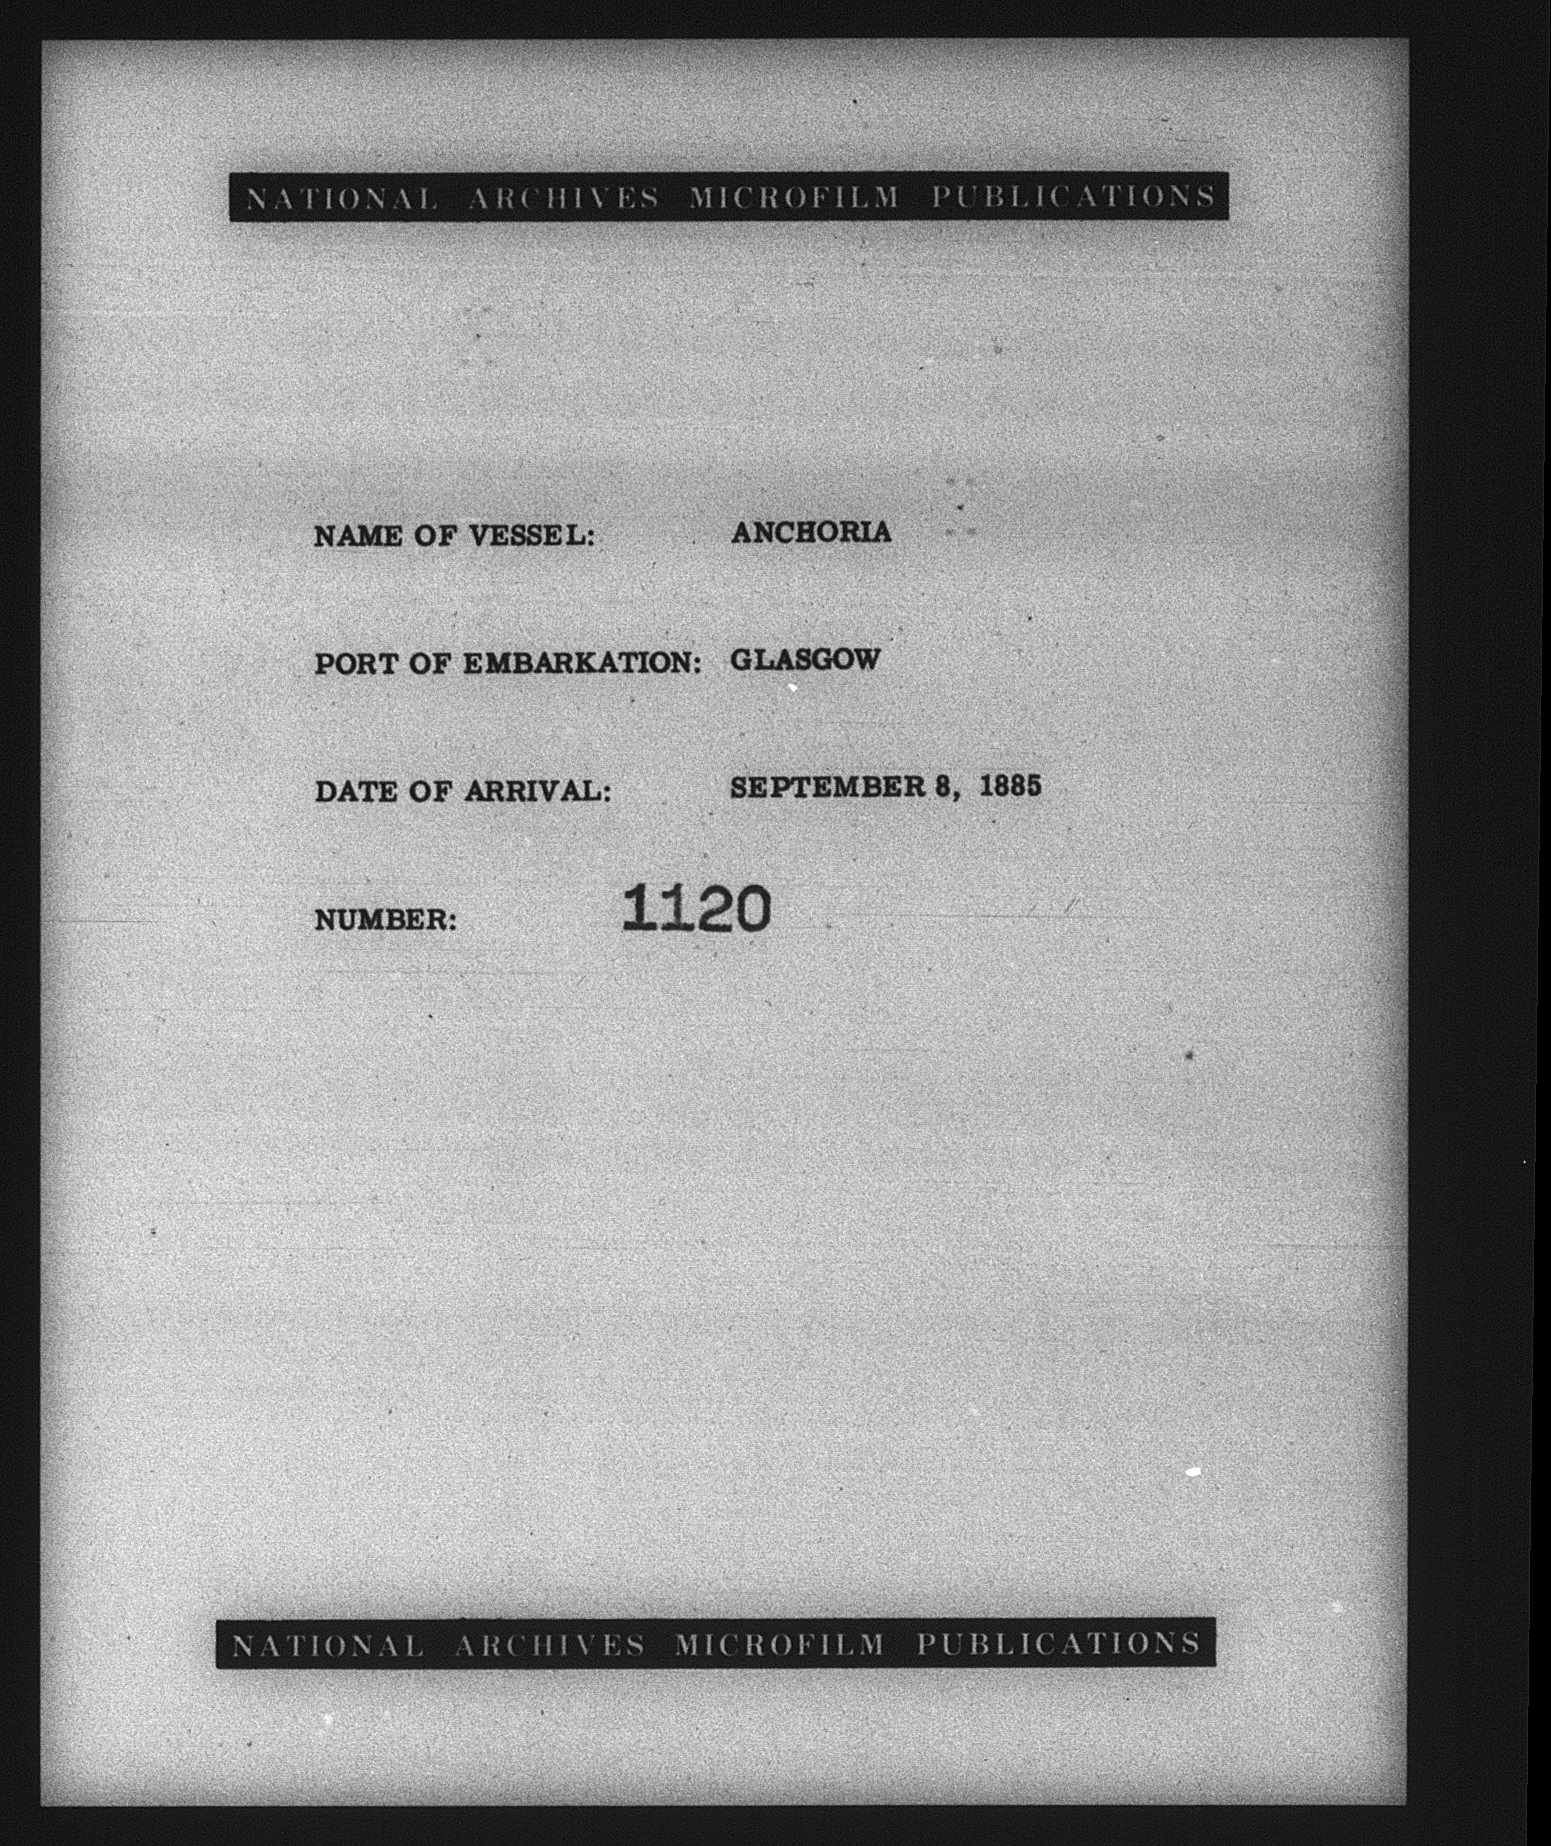 NATIONAL ARCHIVES MICROFILM PUBLICATIONS
NAME OF VESSEL: ANCHORIA
PORT OF EMBARKATION: GLASGOW
DATE OF ARRIVAL: SEPTEMBER 8, 1885
NUMBER: 1120
NATIONAL ARCHIVES MICROFILM PUBLICATIONS